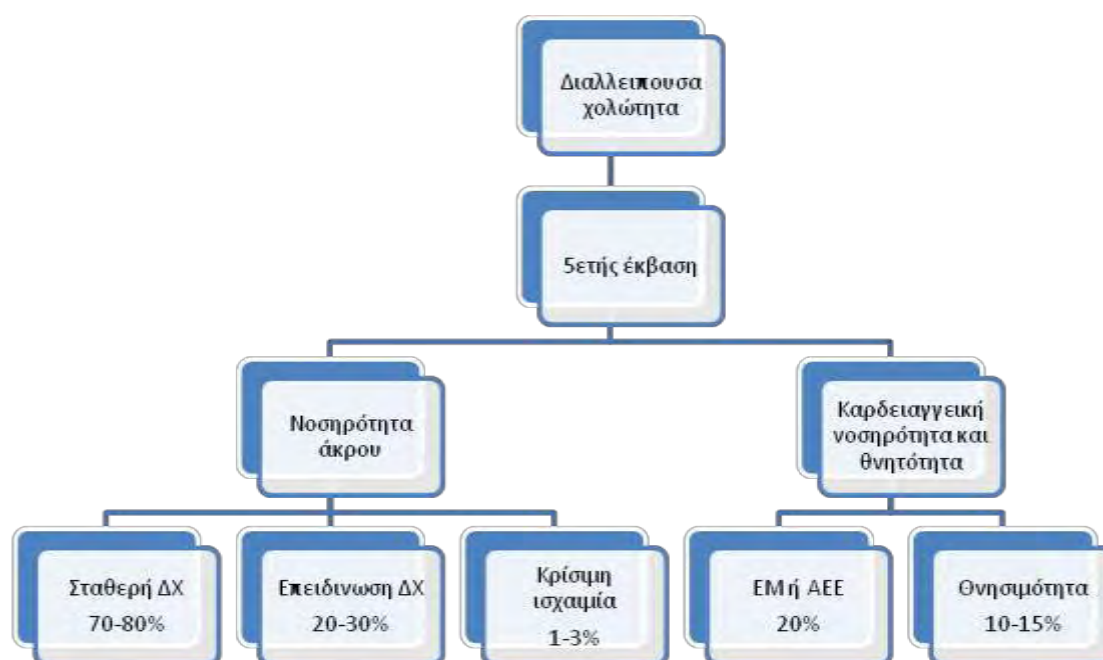 Διαλλειπουσα
χολώτητα
5ετής έκβαση
Νοσηρότητα
άκρου
Καρδειαγγεική
νοσηρότητα και
θνητότητα
Σταθερή ΔΧ
70-80%
Επειδινωση ΔΧ
20-30%
Κρίσιμη
ισχαιμία
1-3%
ΕΜ ή ΑΕΕ
20%
Θνησιμότητα
10-15%